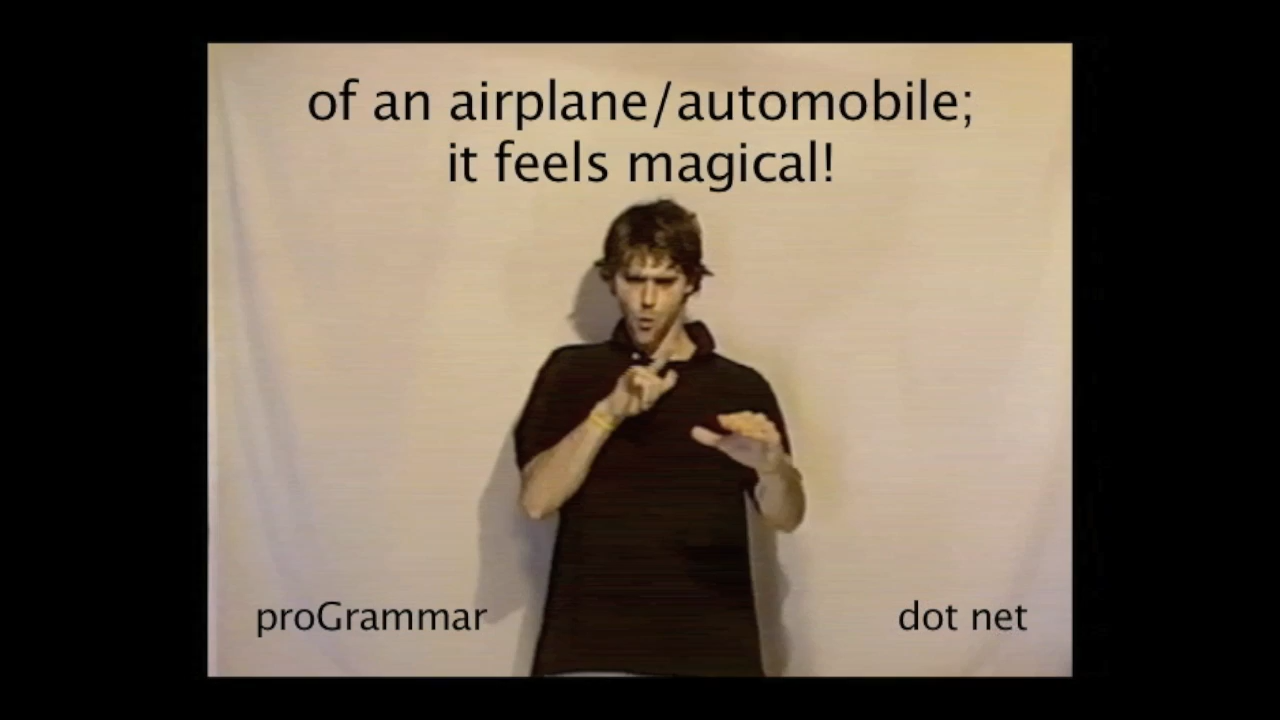 of an airplane/automobile;
it feels magical!
proGrammar
dot net